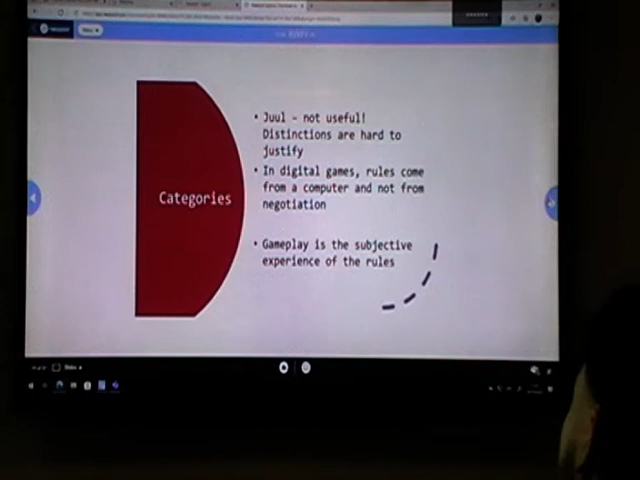 Categories
• Juul – not useful!
Distinctions are hard to
justify
• In digital games, rules come
from a computer and not from
negotiation
• Gameplay is the subjective
experience of the rules